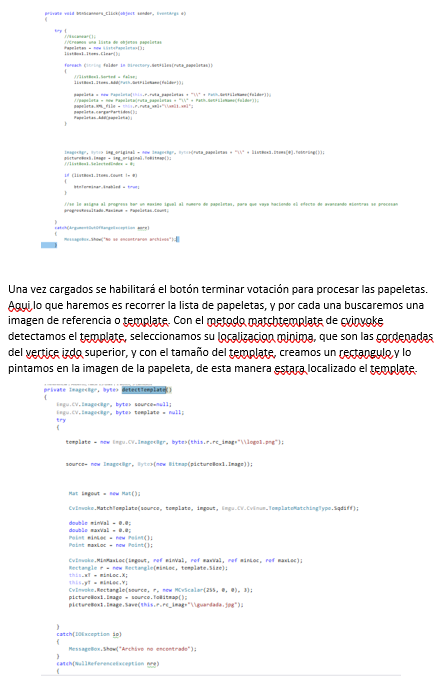 private void BtnScanners_Click(object sender, EventArgs e)
{
try {
//Escanear();
//Creamos una lista de objetos papeletas
Papeletas = new ListaPapeletas();
listBox1.Items.Clear();
foreach (String folder in Directory.GetFiles(ruta_papeletas))
{
//listBox1.Sorted = false;
listBox1.Items.Add(Path.GetFileName(folder));
papeleta = new Papeleta(this.r.ruta_papeletas + "\\" + Path.GetFileName(folder));
//papeleta = new Papeleta(ruta_papeletas + "\\" + Path.GetFileName(folder));
papeleta.XML_file = this.r.ruta_xml+"\\xml1.xml";
papeleta.cargarPartidos();
Papeletas.Add(papeleta);
}
Image<Bgr, byte> img_original = new Image<Bgr, byte>(ruta_papeletas + "\\" + listBox1.Items[0].ToString());
pictureBox1.Image = img_original.ToBitmap();
//listBox1.SelectedIndex = 0;
if (listBox1.Items.Count != 0)
{
btnTerminar.Enabled = true;
}
//se le asigna al progress bar un maximo igual al numero de papeletas, para que vaya haciendo el efecto de avanzando mientras se procesan
progresResultado.Maximum = Papeletas.Count;
}
catch(ArgumentOutOfRangeException aore)
{
MessageBox.Show("No se encontraron archivos");
}
Una vez cargados se habilitará el botón terminar votación para procesar las papeletas.
Aqui lo que haremos es recorrer la lista de papeletas, y por cada una buscaremos una
imagen de referencia o template. Con el metodo matchtemplate de cvinvoke
detectamos el template, seleccionamos su localizacion minima, que son las cordenadas
del vertice izdo superior, y con el tamaño del template, creamos un rectangulo y lo
pintamos en la imagen de la papeleta, de esta manera estara localizado el template.
private Image<Bgr, byte> detectTemplate()
{
Emgu.CV.Image<Bgr, byte> source=null;
Emgu.CV.Image<Bgr, byte> template = null;
try
{
template = new Emgu.CV.Image<Bgr, byte>(this.r.rc_img+"\\logo1.png");
source= new Image<Bgr, byte>(new Bitmap(pictureBox1.Image));
Mat imgout = new Mat();
CvInvoke.MatchTemplate(source, template, imgout, Emgu.CV.CvEnum.TemplateMatchingType.Sqdiff);
double minVal = 0.0;
double maxVal = 0.0;
Point minLoc = new Point();
Point maxLoc = new Point();
CvInvoke.MinMaxLoc(imgout, ref minVal, ref maxVal, ref minLoc, ref maxLoc);
Rectangle r = new Rectangle(minLoc, template.Size);
this.xT = minLoc.X;
this.yT = minLoc.Y;
CvInvoke.Rectangle(source, r, new MCvScalar(255, 0, 0), 3);
pictureBox1.Image = source.ToBitmap();
pictureBox1.Image.Save(this.r.rc_img+"\\guardada.jpg");
}
catch(IOException io)
{
MessageBox.Show("Archivo no encontrado");
}
catch(NullReferenceException nre)
{